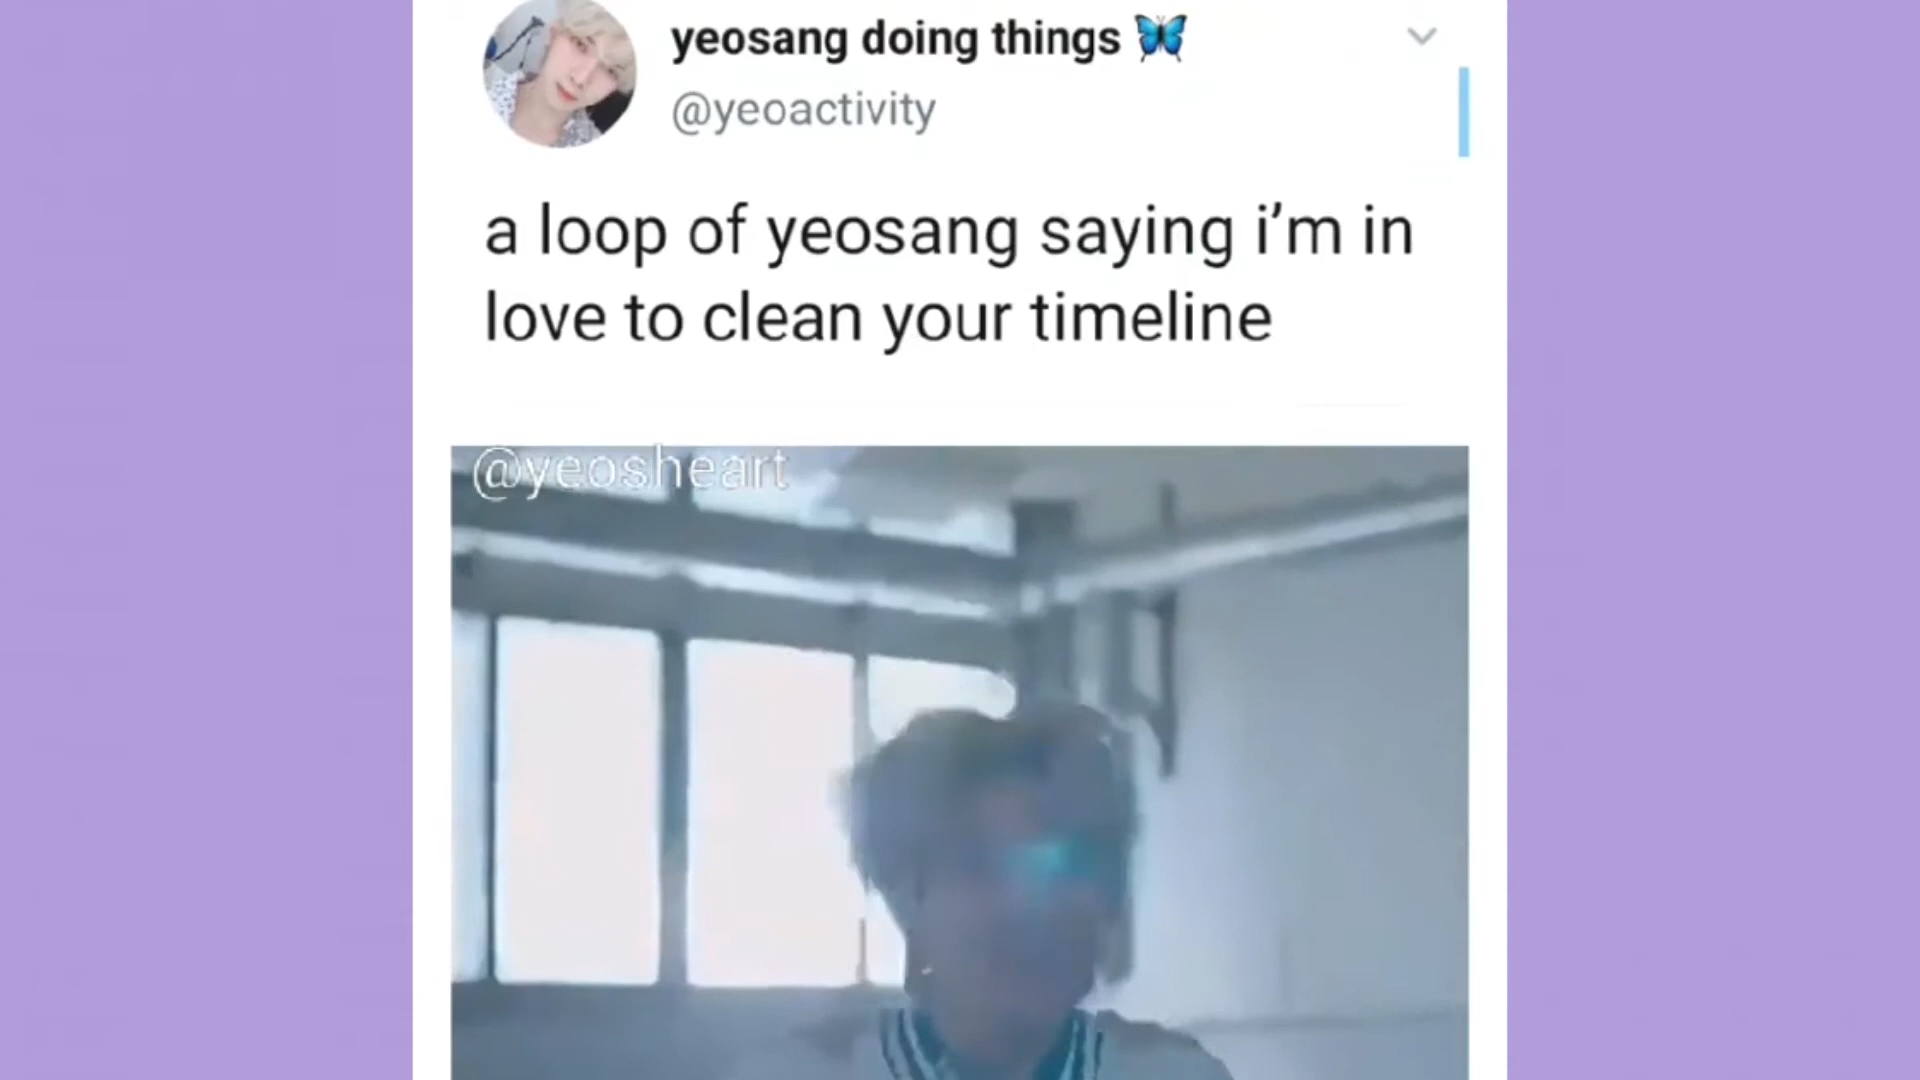 yeosang doing things 🦋
@yeoactivity
a loop of yeosang saying i’m in
love to clean your timeline
@yeosheart